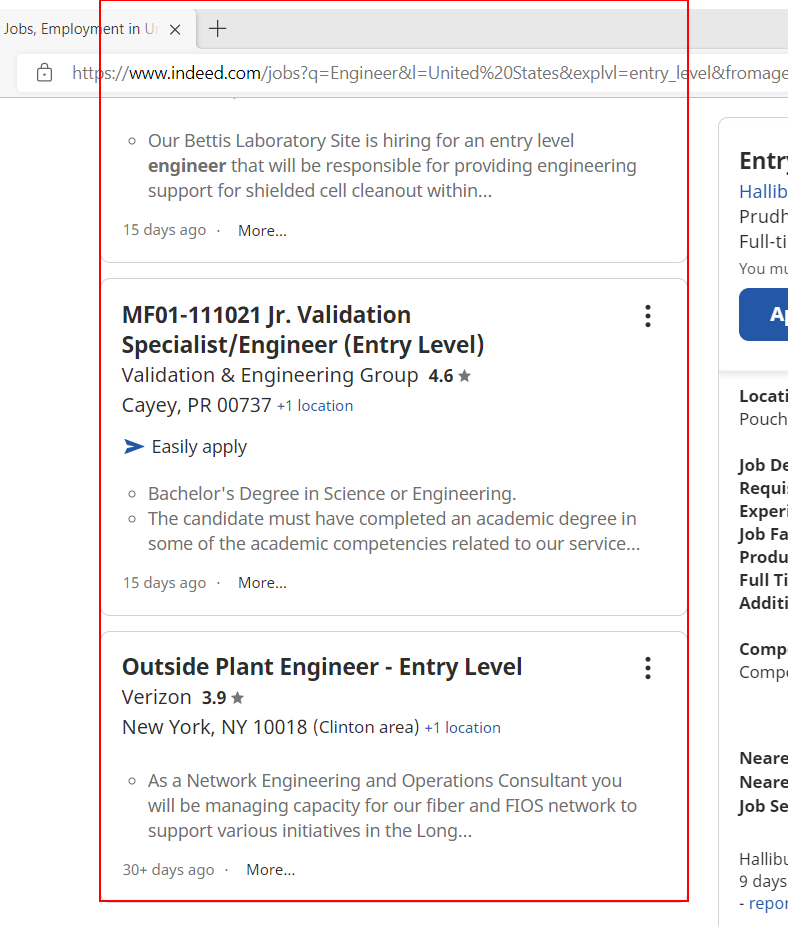 Jobs, Employment in
https://www.indeed.com/jobs?q=Engineer&l=United%20States&explvl=entry_level&fromage
Our Bettis Laboratory Site is hiring for an entry level
engineer that will be responsible for providing engineering
support for shielded cell cleanout within...
15 days ago · More...
MF01-111021 Jr. Validation
Specialist/Engineer (Entry Level)
Validation & Engineering Group 4.6
Cayey, PR 00737 +1 location
Easily apply
Bachelor's Degree in Science or Engineering.
The candidate must have completed an academic degree in
some of the academic competencies related to our service...
15 days ago · More...
Outside Plant Engineer - Entry Level
Verizon 3.9
New York, NY 10018 (Clinton area) +1 location
As a Network Engineering and Operations Consultant you
will be managing capacity for our fiber and FIOS network to
support various initiatives in the Long...
30+ days ago · More...
Entry
Hallib
Prudh
Full-ti
You mu
Ap
Locati
Pouch
Job De
Requis
Experi
Job Fa
Produ
Full Ti
Additi
Compe
Compe
Neare
Neare
Job Se
Hallibu
9 days
- repor